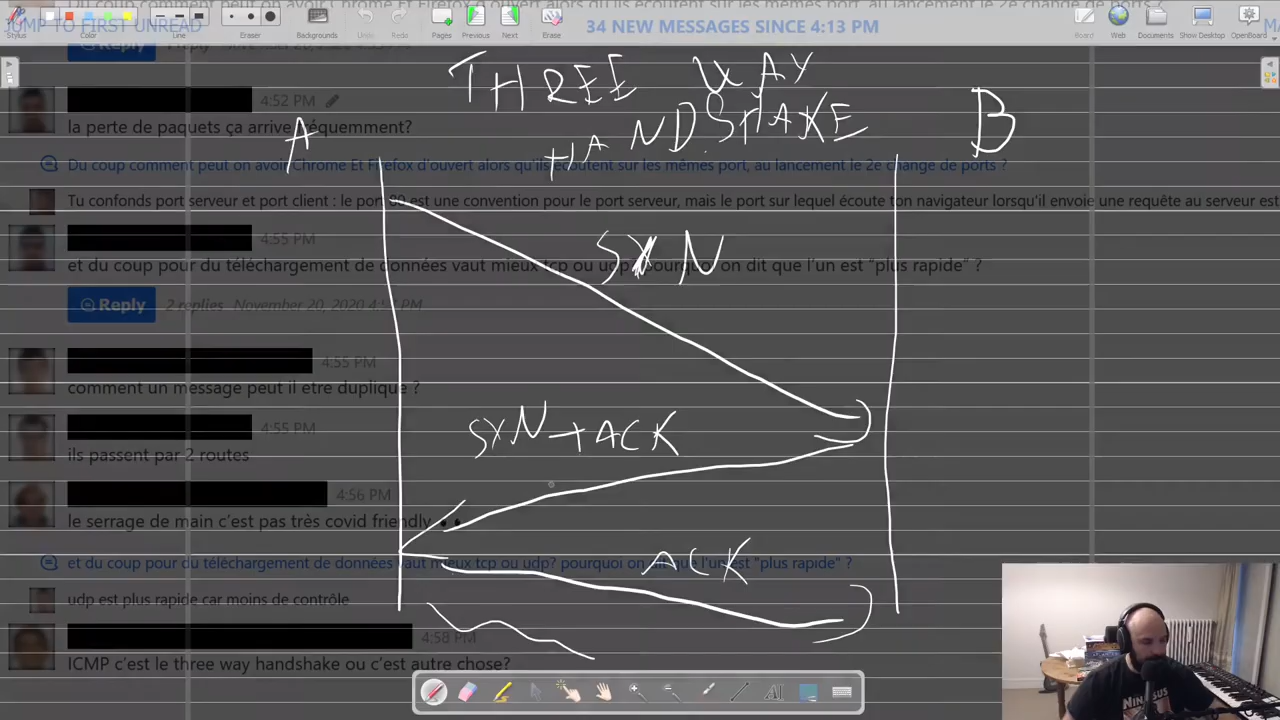 Stylus
Color
Line
Eraser
Backgrounds
Undo
Redo
Pages
Previous
Next
Erase
Board
Web
Documents
Show Desktop
OpenBoard
JUMP TO FIRST UNREAD
34 NEW MESSAGES SINCE 4:13 PM
Reply
THREE WAY
HANDSHAKE
A
B
4:52 PM
la perte de paquets ça arrive fréquemment?
Du coup comment peut on avoir Chrome Et Firefox d'ouvert alors qu'ils écoutent sur les mêmes port, au lancement le 2e change de ports ?
Tu confonds port serveur et port client : le port 80 est une convention pour le port serveur, mais le port sur lequel écoute ton navigateur lorsqu'il envoie une requête au serveur est
4:55 PM
SYN
et du coup pour du téléchargement de données vaut mieux tcp ou udp pourquoi on dit que l'un est "plus rapide" ?
Reply 2 replies November 20, 2020 PM
4:55 PM
comment un message peut il etre duplique ?
4:55 PM
SYN+ACK
ils passent par 2 routes
4:56 PM
le serrage de main c'est pas très covid friendly
et du coup pour du téléchargement de données vaut mieux tcp ou udp? pourquoi on dit que l'un est "plus rapide" ?
ACK
udp est plus rapide car moins de contrôle
4:58 PM
ICMP c'est le three way handshake ou c'est autre chose?